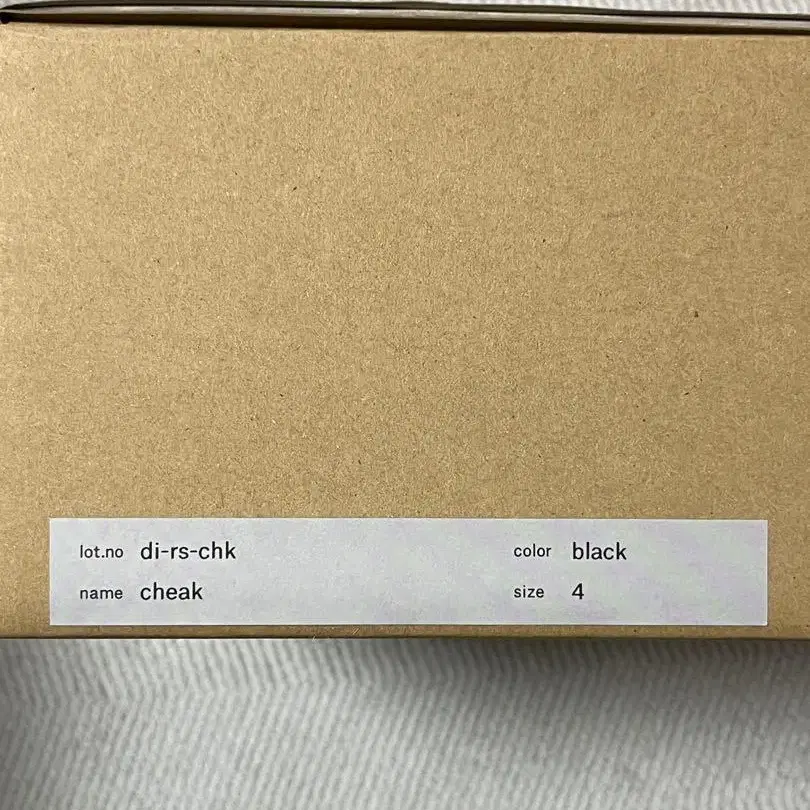 lot.no di-rs-chk color black
name cheak size 4